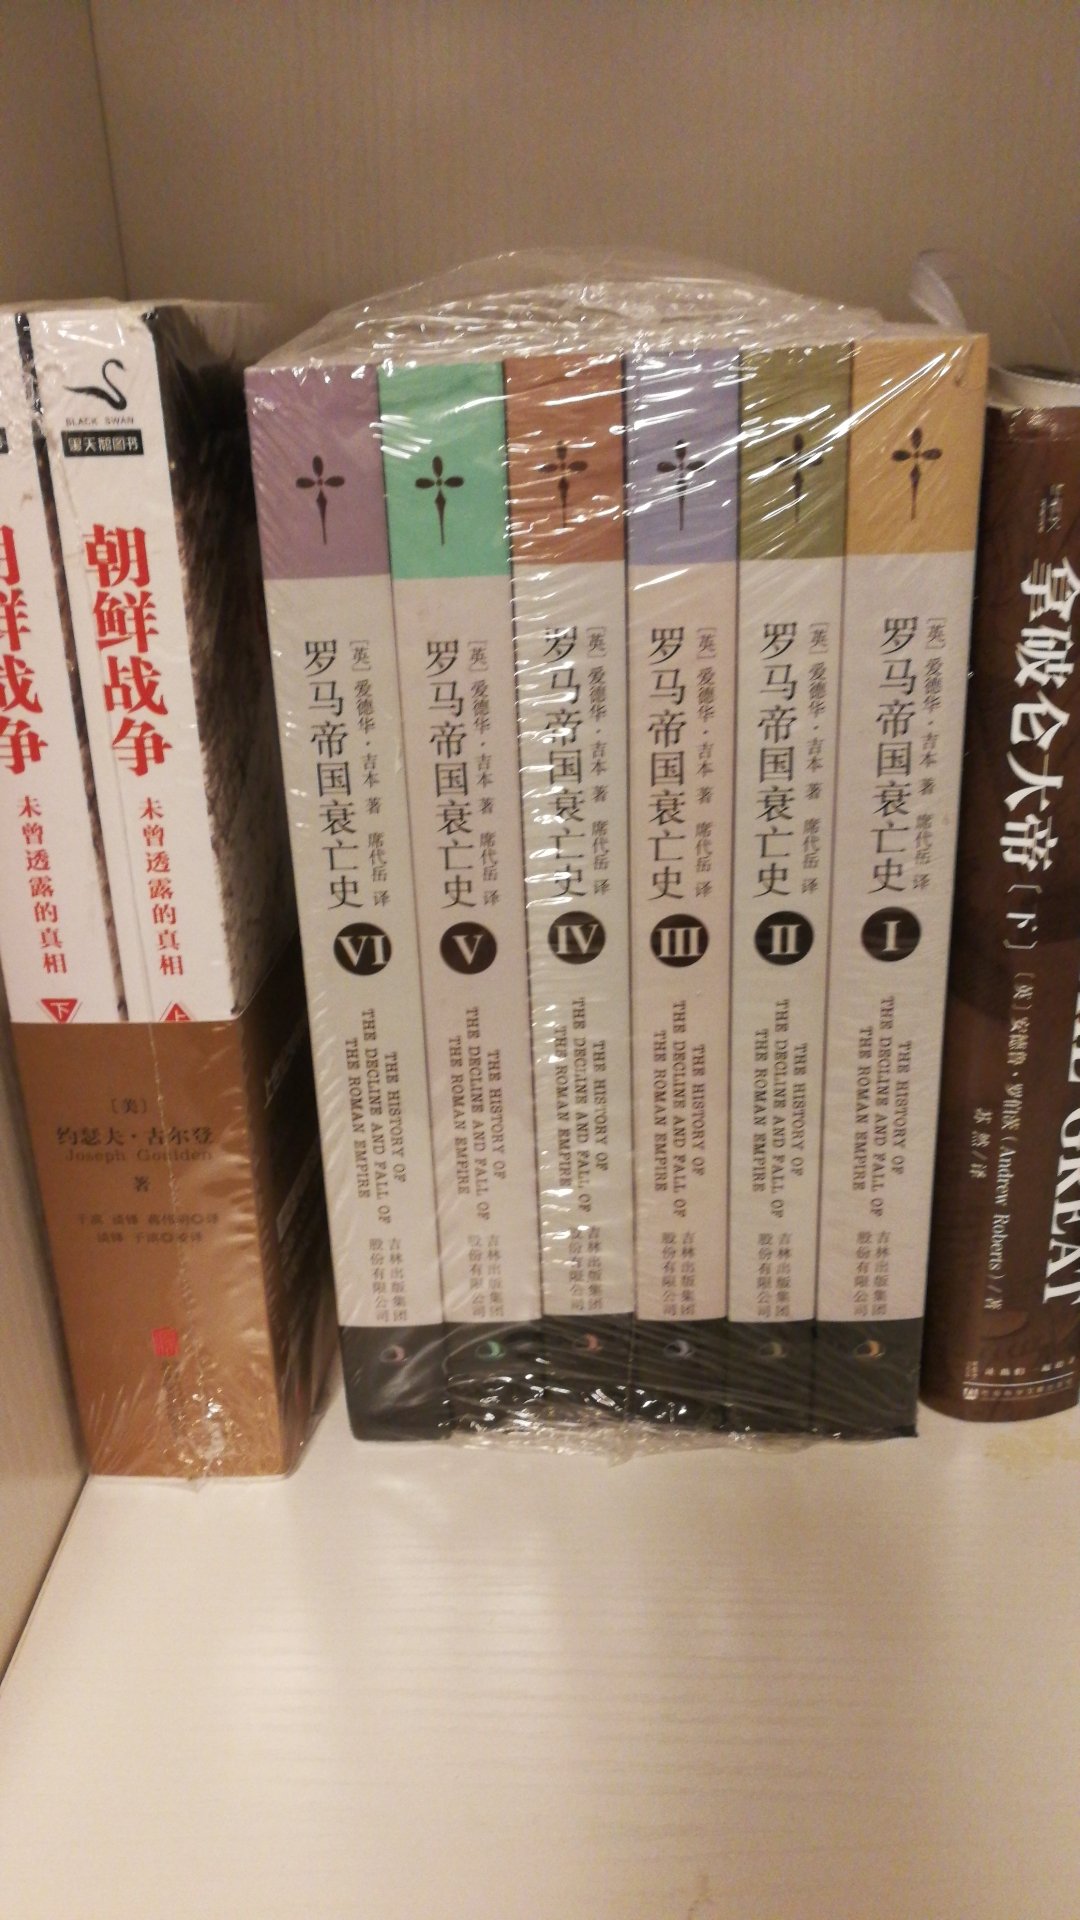 朝鲜战争
未曾透露的真相
下
BLACK SWAN
黑天鹅图书
朝鲜战争
未曾透露的真相
上
［美］
约瑟夫·古尔登
Joseph Goulden
著
罗马帝国衰亡史
［英］爱德华·吉本 著 席代岳 译
VI
THE HISTORY OF
THE DECLINE AND FALL OF
THE ROMAN EMPIRE
吉林出版集团
股份有限公司
罗马帝国衰亡史
［英］爱德华·吉本 著 席代岳 译
V
THE HISTORY OF
THE DECLINE AND FALL OF
THE ROMAN EMPIRE
吉林出版集团
股份有限公司
罗马帝国衰亡史
［英］爱德华·吉本 著 席代岳 译
IV
THE HISTORY OF
THE DECLINE AND FALL OF
THE ROMAN EMPIRE
吉林出版集团
股份有限公司
罗马帝国衰亡史
［英］爱德华·吉本 著 席代岳 译
III
THE HISTORY OF
THE DECLINE AND FALL OF
THE ROMAN EMPIRE
吉林出版集团
股份有限公司
罗马帝国衰亡史
［英］爱德华·吉本 著 席代岳 译
II
THE HISTORY OF
THE DECLINE AND FALL OF
THE ROMAN EMPIRE
吉林出版集团
股份有限公司
罗马帝国衰亡史
［英］爱德华·吉本 著 席代岳 译
I
THE HISTORY OF
THE DECLINE AND FALL OF
THE ROMAN EMPIRE
吉林出版集团
股份有限公司
拿破仑大帝［下］
［英］安德鲁·罗伯茨（Andrew Roberts）/著
苏然/译
GREAT